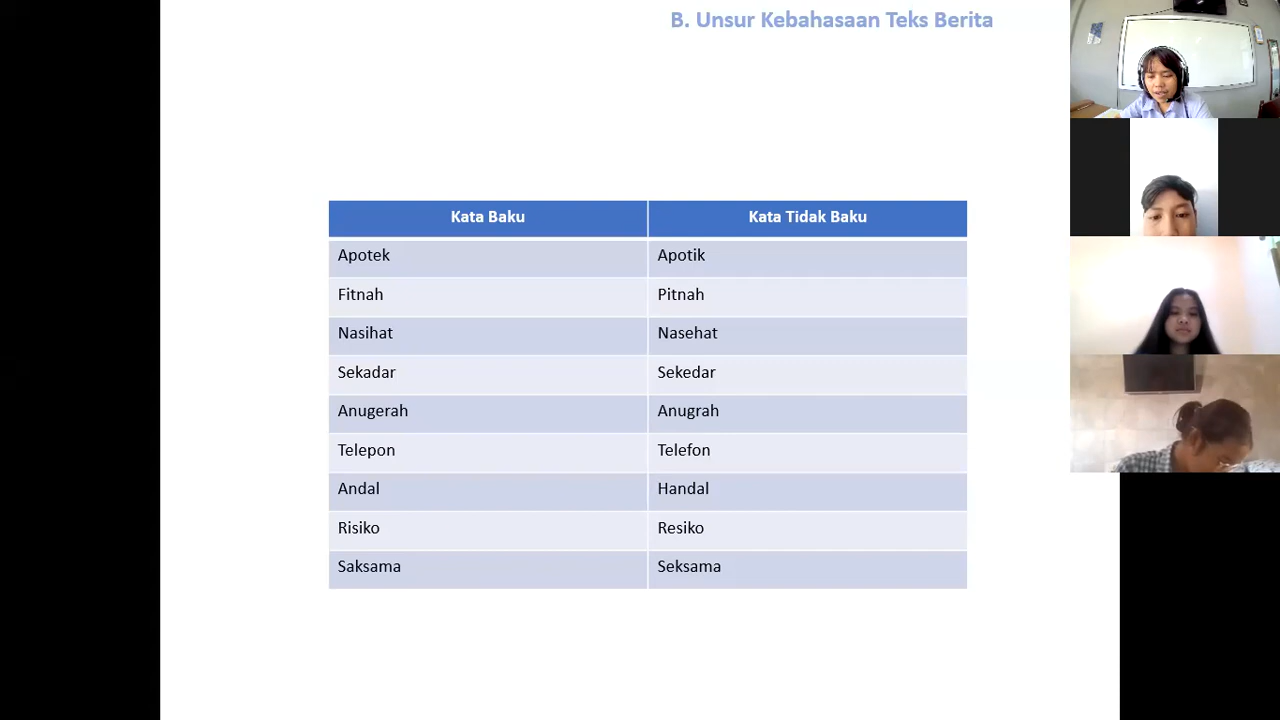 B. Unsur Kebahasaan Teks Berita
Kata Baku Kata Tidak Baku
Apotek Apotik
Fitnah Pitnah
Nasihat Nasehat
Sekadar Sekedar
Anugerah Anugrah
Telepon Telefon
Andal Handal
Risiko Resiko
Saksama Seksama